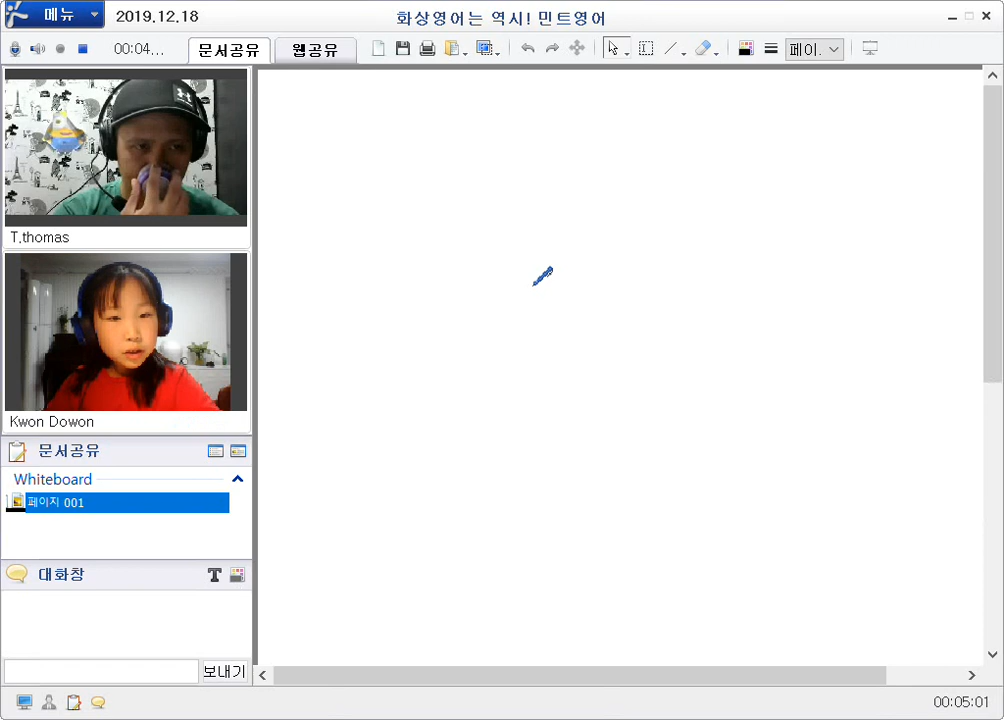 메뉴
2019.12.18
화상영어는 역시! 민트영어
00:04...
문서공유
웹공유
페이.
T.thomas
Kwon Dowon
문서공유
Whiteboard
페이지 001
대화창
T
보내기
00:05:01